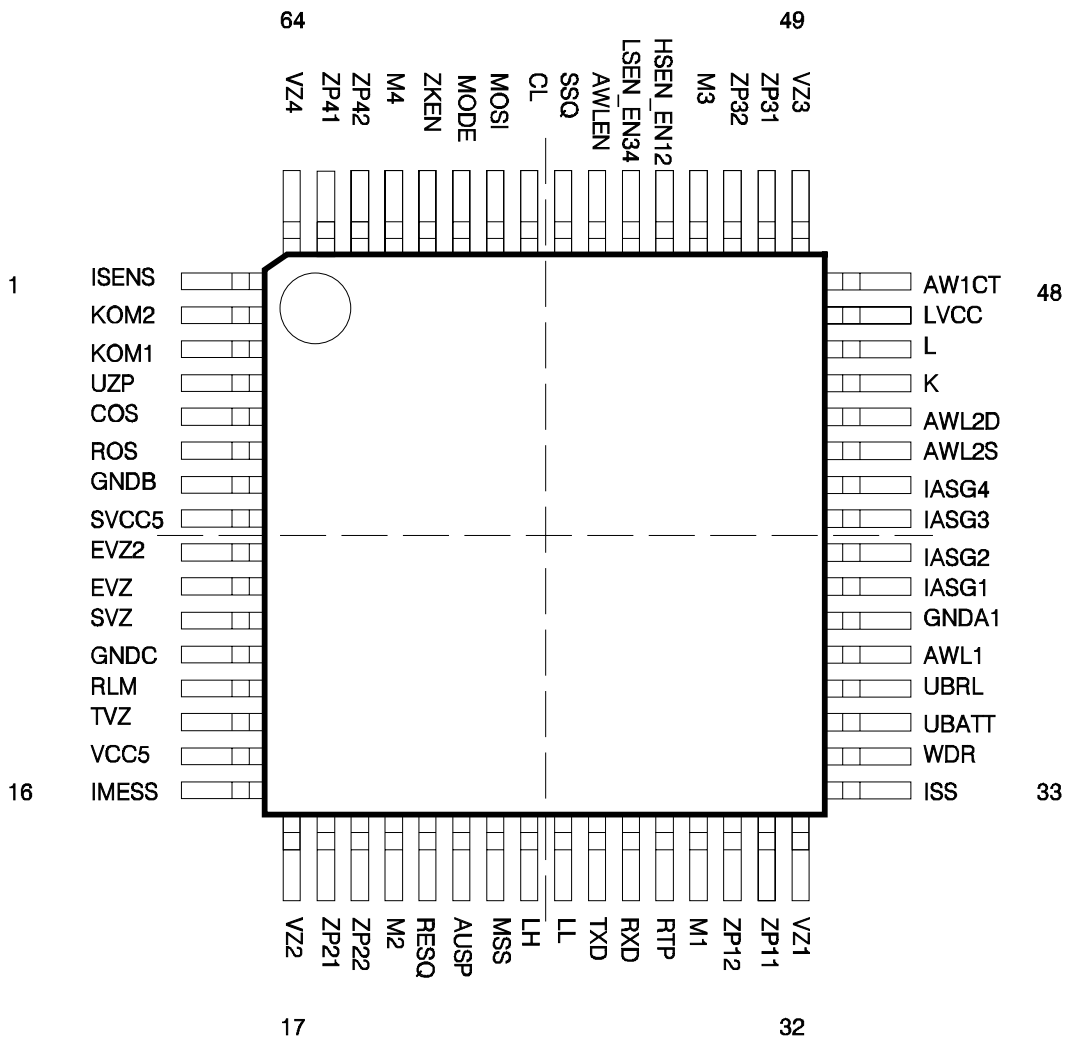 64
49
VZ4
ZP41
ZP42
M4
ZKEN
MODE
MOSI
CL
SSQ
AWLEN
LSEN_EN34
HSEN_EN12
M3
ZP32
ZP31
VZ3
1
ISENS
KOM2
KOM1
UZP
COS
ROS
GNDB
SVCC5
EVZ2
EVZ
SVZ
GNDC
RLM
TVZ
VCC5
16
IMESS
AW1CT
48
LVCC
L
K
AWL2D
AWL2S
IASG4
IASG3
IASG2
IASG1
GNDA1
AWL1
UBRL
UBATT
WDR
ISS
33
VZ2
ZP21
ZP22
M2
RESQ
AUSP
MSS
LH
LL
TXD
RXD
RTP
M1
ZP12
ZP11
VZ1
17
32